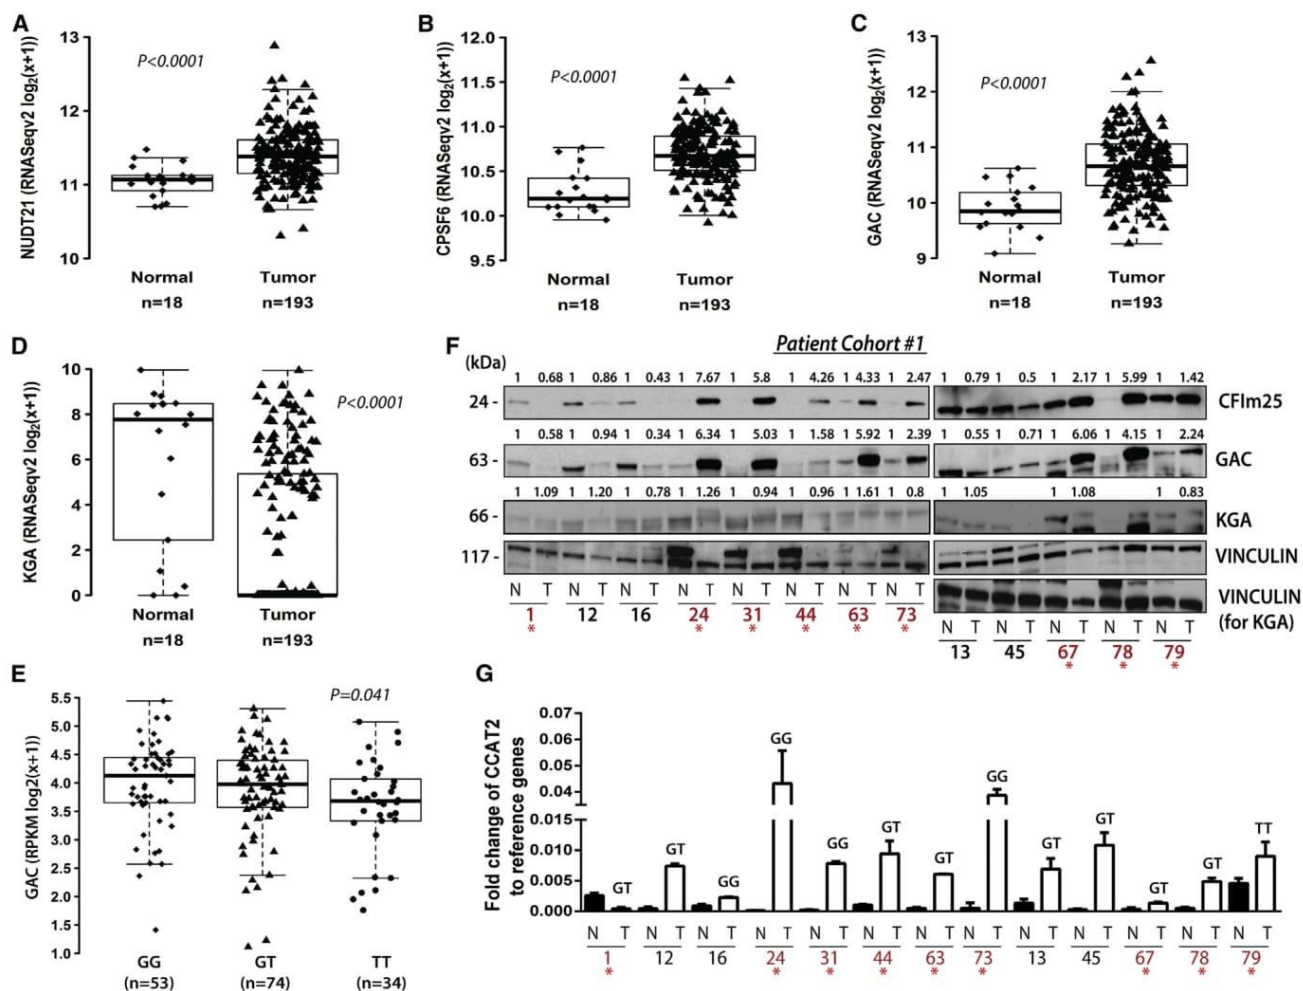 A
NUDT21 (RNASeqv2 log2(x+1))
13
12
11
10
P<0.0001
Normal
n=18
Tumor
n=193
B
CPSF6 (RNASeqv2 log2(x+1))
12.0
11.5
11.0
10.5
10.0
9.5
P<0.0001
Normal
n=18
Tumor
n=193
C
GAC (RNASeqv2 log2(x+1))
13
12
11
10
9
P<0.0001
Normal
n=18
Tumor
n=193
D
KGA (RNASeqv2 log2(x+1))
10
8
6
4
2
0
P<0.0001
Normal
n=18
Tumor
n=193
F
Patient Cohort #1
(kDa)
1 0.68 1 0.86 1 0.43 1 7.67 1 5.8 1 4.26 1 4.33 1 2.47 1 0.79 1 0.5 1 2.17 1 5.99 1 1.42
24 - CFIm25
1 0.58 1 0.94 1 0.34 1 6.34 1 5.03 1 1.58 1 5.92 1 2.39 1 0.55 1 0.71 1 6.06 1 4.15 1 2.24
63 - GAC
1 1.09 1 1.20 1 0.78 1 1.26 1 0.94 1 0.96 1 1.61 1 0.8 1 1.05 1 1.08 1 0.83
66 - KGA
117 - VINCULIN
VINCULIN
(for KGA)
N T N T N T N T N T N T N T N T
1 12 16 24 31 44 63 73
* * * * * *
N T N T N T N T N T
13 45 67 78 79
* * *
E
GAC (RPKM log2(x+1))
5.5
5.0
4.5
4.0
3.5
3.0
2.5
2.0
1.5
1.0
P=0.041
GG
(n=53)
GT
(n=74)
TT
(n=34)
G
Fold change of CCAT2
to reference genes
0.07
0.06
0.05
0.04
0.015
0.010
0.005
0.000
GT GT GG GG GG GT GT GG GT GT GT GT TT
N T N T N T N T N T N T N T N T N T N T N T N T N T
1 12 16 24 31 44 63 73 13 45 67 78 79
* * * * * * * * *